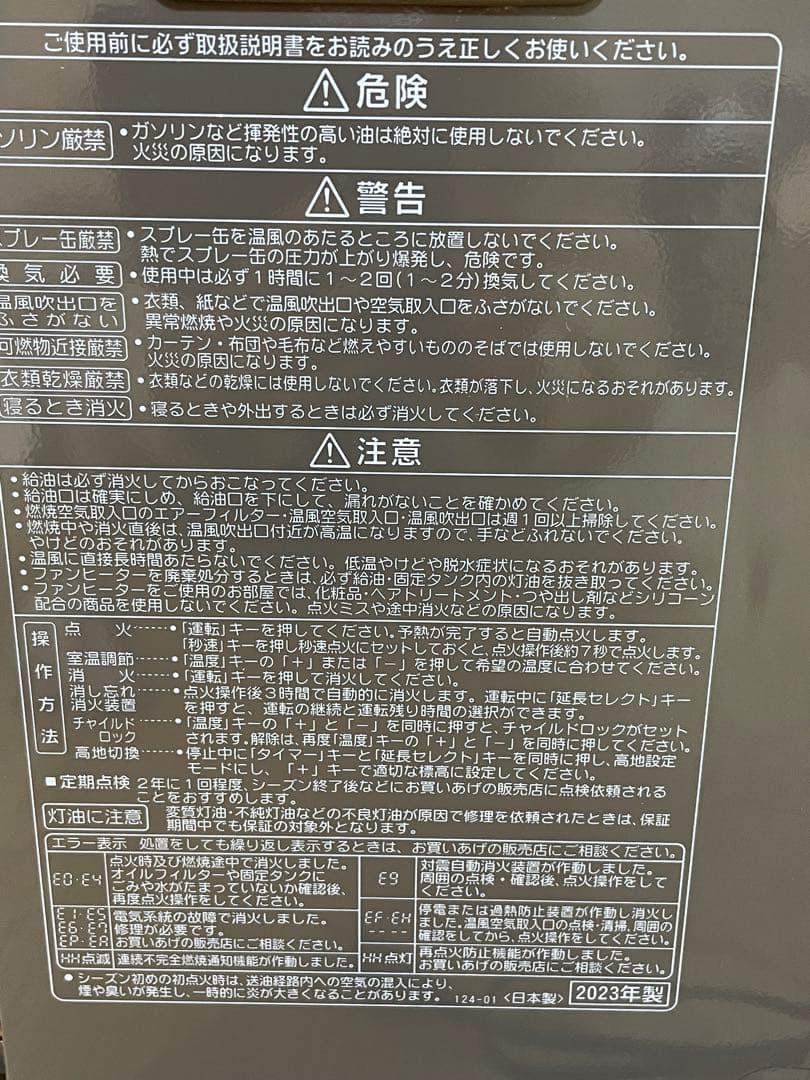 ご使用前に必ず取扱説明書をお読みのうえ正しくお使いください。
⚠危険
ソリン厳禁 •ガソリンなど揮発性の高い油は絶対に使用しないでください。
火災の原因になります。
⚠警告
スプレー缶厳禁 •スプレー缶を温風のあたるところに放置しないでください。
熱でスプレー缶の圧力が上がり爆発し、危険です。
換気必要 •使用中は必ず1時間に1〜2回(1〜2分)換気してください。
温風吹出口を
ふさがない
•衣類、紙などで温風吹出口や空気取入口をふさがないでください。
異常燃焼や火災の原因になります。
可燃物近接厳禁 •カーテン・布団や毛布など燃えやすいもののそばでは使用しないでください。
火災の原因になります。
衣類乾燥厳禁 •衣類などの乾燥には使用しないでください。衣類が落下し、火災になるおそれがあります。
寝るとき消火 •寝るときや外出するときは必ず消火してください。
⚠注意
•給油は必ず消火してからおこなってください。
•給油口は確実にしめ、給油口を下にして、漏れがないことを確かめてください。
•燃焼空気取入口のエアーフィルター・温風空気取入口・温風吹出口は週1回以上掃除してください。
•燃焼中や消火直後は、温風吹出口付近が高温になりますので、手などふれないでください。
やけどのおそれがあります。
•温風に直接長時間あたらないでください。低温やけどや脱水症状になるおそれがあります。
•ファンヒーターを廃棄処分するときは、必ず給油・固定タンク内の灯油を抜き取ってください。
•ファンヒーターをご使用のお部屋では、化粧品・ヘアトリートメント・つや出し剤などシリコーン
配合の商品を使用しないでください。点火ミスや途中消火などの原因になります。
操作方法
点火……•「運転」キーを押してください。予熱が完了すると自動点火します。
「秒速」キーを押し秒速点火にセットしておくと、点火操作後約7秒で点火します。
室温調節……•「温度」キーの「+」または「−」を押して希望の温度に合わせてください。
消火……•「運転」キーを押して消火してください。
消し忘れ
消火装置
……•点火操作後3時間で自動的に消火します。運転中に「延長セレクト」キー
を押すと、運転の継続と運転残り時間の選択ができます。
チャイルド
ロック
……•「温度」キーの「+」と「−」を同時に押すと、チャイルドロックがセット
されます。解除は、再度「温度」キーの「+」と「−」を同時に押してください。
高地切換……•停止中に「タイマー」キーと「延長セレクト」キーを同時に押し、高地設定
モードにし、「+」キーで適切な標高に設定してください。
■定期点検 2年に1回程度、シーズン終了後などにお買いあげの販売店に点検依頼される
ことをおすすめします。
灯油に注意 変質灯油・不純灯油などの不良灯油が原因で修理を依頼されたときは、保証
期間中でも保証の対象外となります。
エラー表示 処置をしても繰り返し表示するときは、お買いあげの販売店にご相談ください。
E0・E4
点火時及び燃焼途中で消火しました。
オイルフィルターや固定タンクに
ごみや水がたまっていないか確認後、
再度点火操作をしてください。
E9
対震自動消火装置が作動しました。
周囲の点検・確認後、点火操作をして
ください。
E1・E5
E6・E7
EP・EA
電気系統の故障で消火しました。
修理が必要です。
お買いあげの販売店にご相談ください。
EF・EH
----
停電または過熱防止装置が作動し消火し
ました。温風空気取入口の点検・清掃、周囲の
確認をしてから、点火操作をしてください。
HH点滅 連続不完全燃焼通知機能が作動しました。
HH点灯
再点火防止機能が作動しました。
お買いあげの販売店にご相談ください。
•シーズン初めの初点火時は、送油経路内への空気の混入により、
煙や臭いが発生し、一時的に炎が大きくなることがあります。 124-01 <日本製> 2023年製